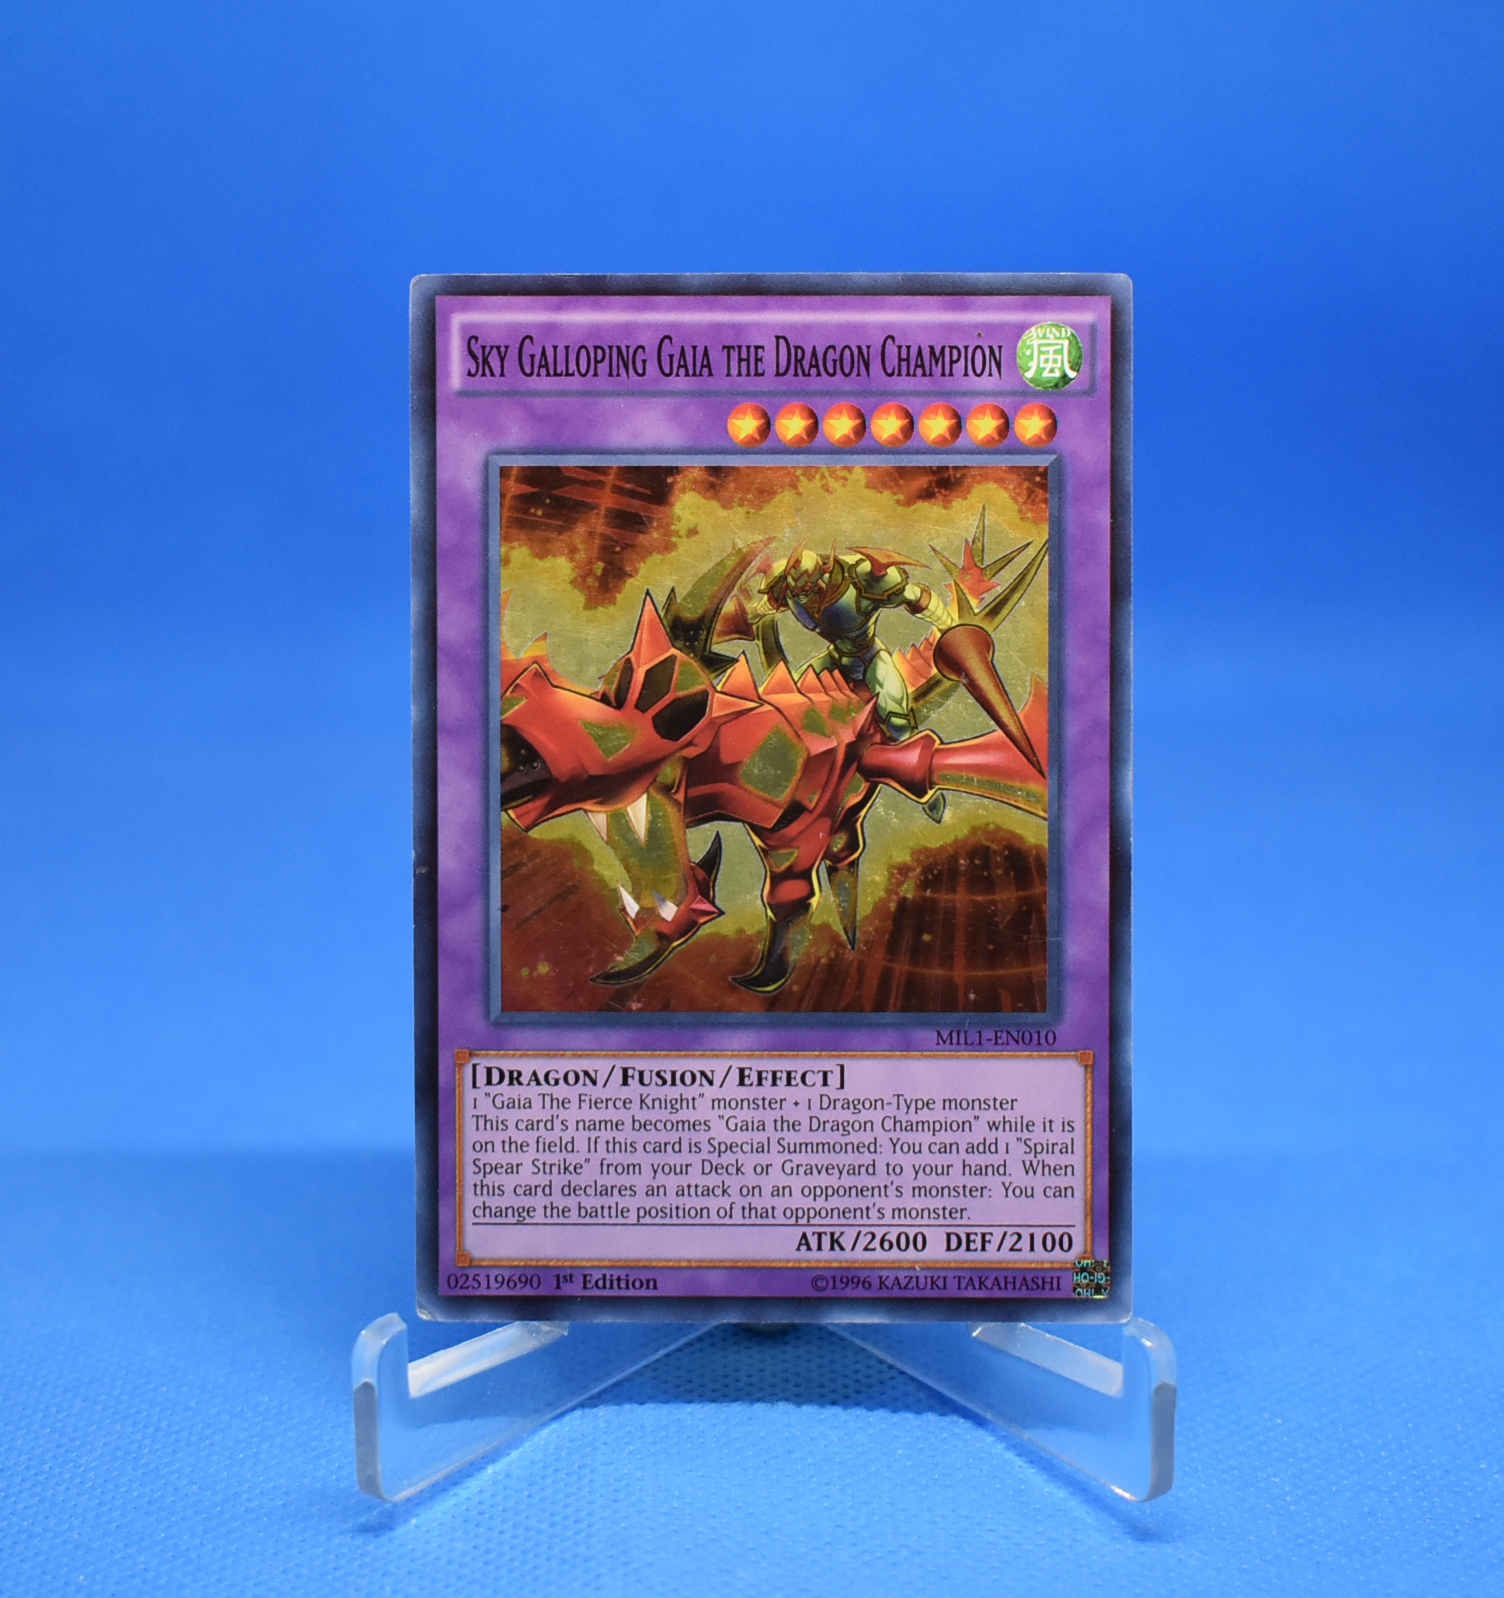 Sky Galloping Gaia the Dragon Champion
WIND
風
MIL1-EN010
[Dragon/Fusion/Effect]
1 "Gaia The Fierce Knight" monster + 1 Dragon-Type monster
This card's name becomes "Gaia the Dragon Champion" while it is
on the field. If this card is Special Summoned: You can add 1 "Spiral
Spear Strike" from your Deck or Graveyard to your hand. When
this card declares an attack on an opponent's monster: You can
change the battle position of that opponent's monster.
ATK/2600 DEF/2100
02519690 1st Edition ©1996 KAZUKI TAKAHASHI